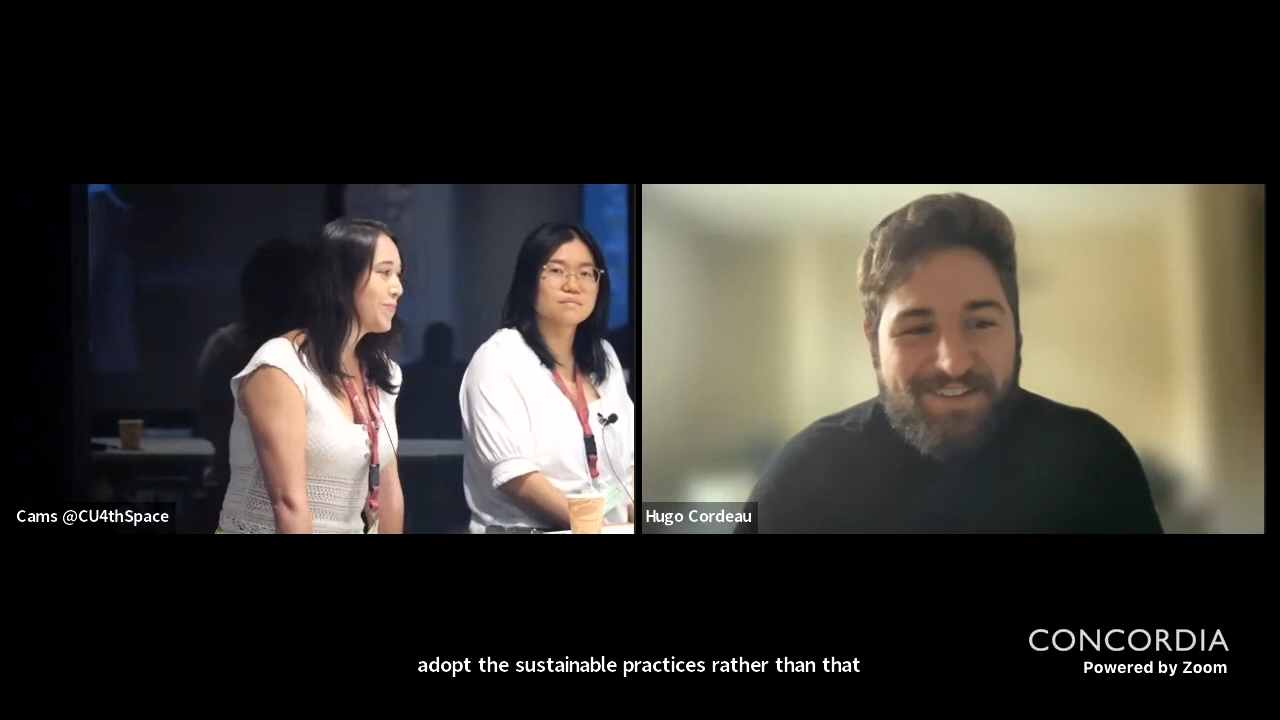 Cams @CU4thSpace
Hugo Cordeau
adopt the sustainable practices rather than that
CONCORDIA
Powered by Zoom